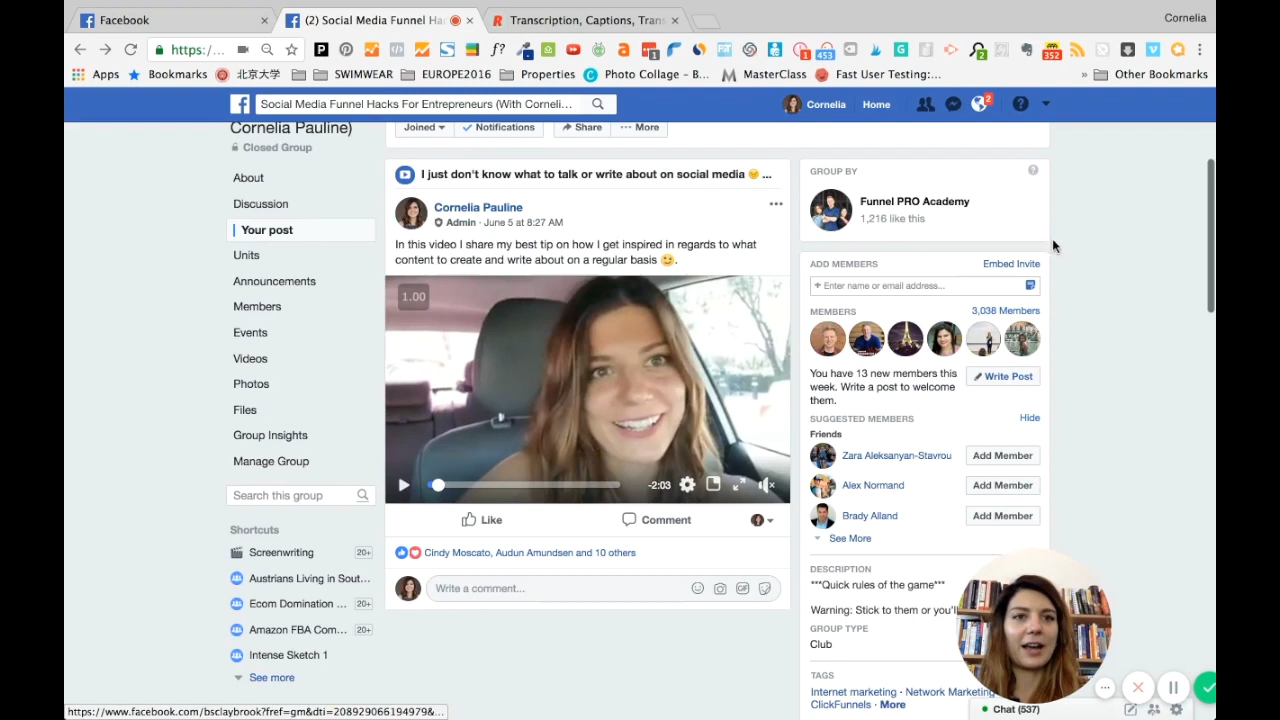 Facebook
(2) Social Media Funnel Ha
Transcription, Captions, Tran
Cornelia
https:/...
1
453
2
352
Apps
Bookmarks
北京大学
SWIMWEAR
EUROPE2016
Properties
Photo Collage - B...
MasterClass
Fast User Testing:...
»
Other Bookmarks
Social Media Funnel Hacks For Entrepreneurs (With Corneli...
Cornelia
Home
2
Cornelia Pauline)
Closed Group
Joined
Notifications
Share
More
About
Discussion
Your post
Units
Announcements
Members
Events
Videos
Photos
Files
Group Insights
Manage Group
Search this group
Shortcuts
Screenwriting 20+
Austrians Living in Sout...
Ecom Domination ... 20+
Amazon FBA Com... 20+
Intense Sketch 1
See more
I just don't know what to talk or write about on social media 😉 ...
Cornelia Pauline
Admin · June 5 at 8:27 AM
In this video I share my best tip on how I get inspired in regards to what
content to create and write about on a regular basis 😉.
1.00
-2:03
Like
Comment
Cindy Moscato, Audun Amundsen and 10 others
Write a comment...
GROUP BY
Funnel PRO Academy
1,216 like this
ADD MEMBERS
Embed Invite
+ Enter name or email address...
MEMBERS
3,038 Members
You have 13 new members this
week. Write a post to welcome
them.
Write Post
SUGGESTED MEMBERS
Hide
Friends
Zara Aleksanyan-Stavrou
Add Member
Alex Normand
Add Member
Brady Alland
Add Member
See More
DESCRIPTION
***Quick rules of the game***
Warning: Stick to them or you'l
GROUP TYPE
Club
TAGS
Internet marketing · Network Marketing
ClickFunnels · More
Chat (537)
https://www.facebook.com/bsclaybrook?fref=gm&dti=208929066194979&...